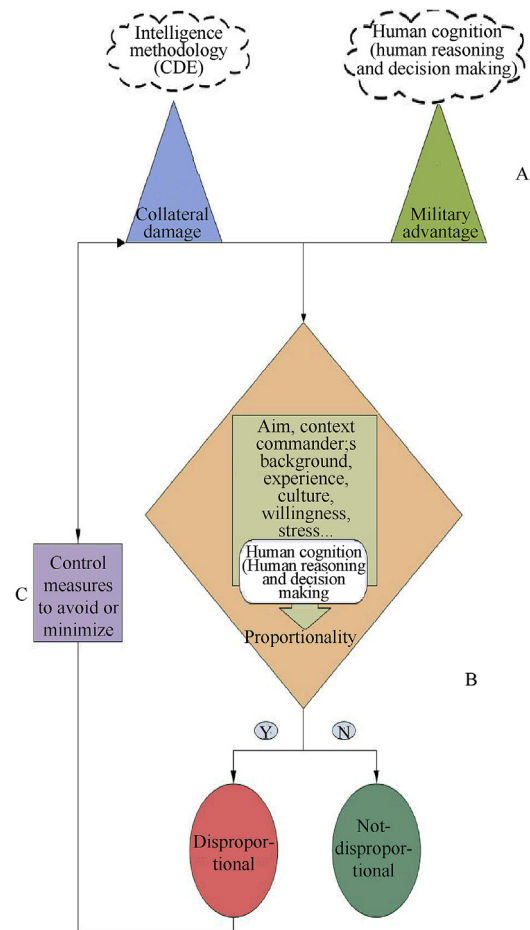 Intelligence
methodology
(CDE)
Human cognition
(human reasoning
and decision making)
A
Collateral
damage
Military
advantage
Aim, context
commander;s
background,
experience,
culture,
willingness,
stress...
Human cognition
(Human reasoning
and decision
making
Proportionality
C
Control
measures
to avoid or
minimize
B
Y
N
Dispropor-
tional
Not-
dispropor-
tional